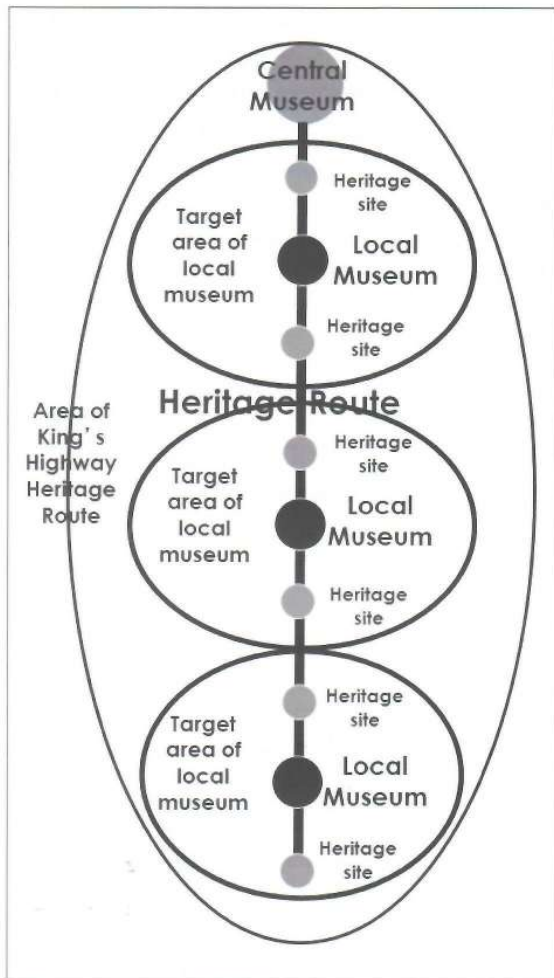 Central
Museum
Heritage
site
Target
area of
local
museum
Local
Museum
Heritage
site
Heritage Route
Area of
King's
Highway
Heritage
Route
Heritage
site
Target
area of
local
museum
Local
Museum
Heritage
site
Heritage
site
Target
area of
local
museum
Local
Museum
Heritage
site